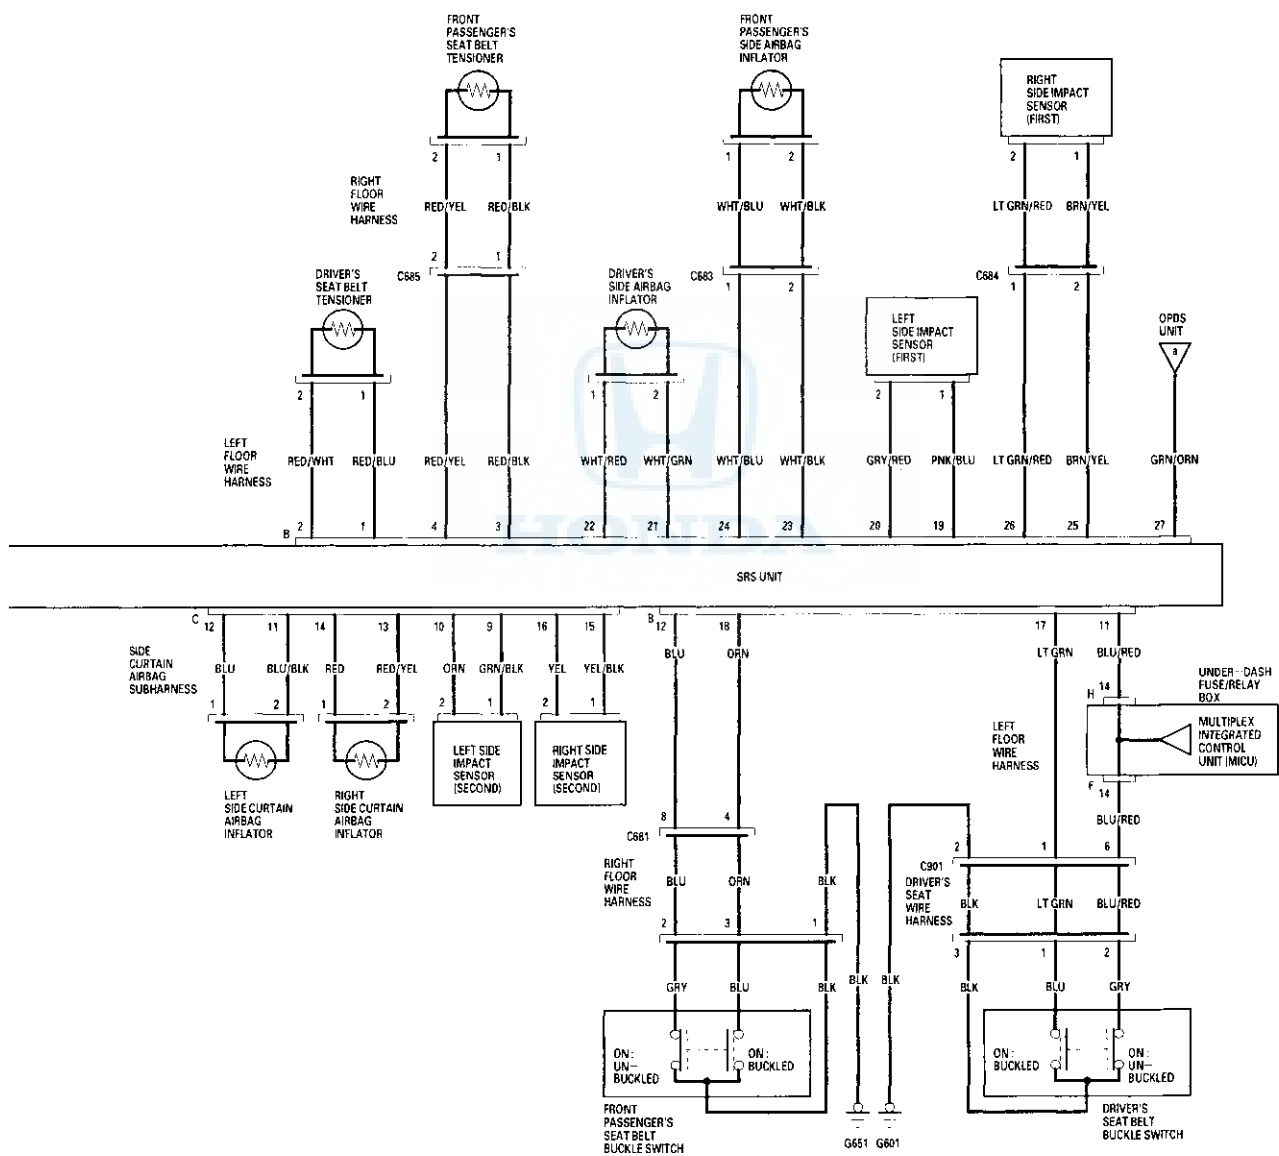 FRONT
PASSENGER'S
SEAT BELT
TENSIONER
FRONT
PASSENGER'S
SIDE AIRBAG
INFLATOR
RIGHT
SIDE IMPACT
SENSOR
(FIRST)
2 1
1 2
2 1
RIGHT
FLOOR
WIRE
HARNESS
RED/YEL RED/BLK
WHT/BLU WHT/BLK
LT GRN/RED BRN/YEL
C685
2 1
C683
1 2
C684
1 2
DRIVER'S
SEAT BELT
TENSIONER
DRIVER'S
SIDE AIRBAG
INFLATOR
LEFT
SIDE IMPACT
SENSOR
(FIRST)
OPDS
UNIT
a
2 1
1 2
2 1
LEFT
FLOOR
WIRE
HARNESS
RED/WHT RED/BLU RED/YEL RED/BLK WHT/RED WHT/GRN WHT/BLU WHT/BLK GRY/RED PNK/BLU LT GRN/RED BRN/YEL GRN/ORN
B 2 1 4 3 22 21 24 23 20 19 26 25 27
HONDA
SRS UNIT
C 12 11 14 13 10 9 16 15
B 12 18 17 11
SIDE
CURTAIN
AIRBAG
SUBHARNESS
BLU BLU/BLK RED RED/YEL ORN GRN/BLK YEL YEL/BLK
BLU ORN LT GRN BLU/RED
1 2 1 2 2 1 2 1
LEFT SIDE
IMPACT
SENSOR
(SECOND)
RIGHT SIDE
IMPACT
SENSOR
(SECOND)
LEFT
SIDE CURTAIN
AIRBAG
INFLATOR
RIGHT
SIDE CURTAIN
AIRBAG
INFLATOR
UNDER-DASH
FUSE/RELAY
BOX
H 14
MULTIPLEX
INTEGRATED
CONTROL
UNIT (MICU)
F 14
LEFT
FLOOR
WIRE
HARNESS
BLU/RED
8 4
C681
RIGHT
FLOOR
WIRE
HARNESS
BLU ORN BLK
2 1 6
C901
DRIVER'S
SEAT
WIRE
HARNESS
BLK LT GRN BLU/RED
2 3 1
3 1 2
GRY BLU BLK BLK BLK BLK BLU GRY
ON:
UN-
BUCKLED
ON:
BUCKLED
ON:
BUCKLED
ON:
UN-
BUCKLED
FRONT
PASSENGER'S
SEAT BELT
BUCKLE SWITCH
G651 G601
DRIVER'S
SEAT BELT
BUCKLE SWITCH